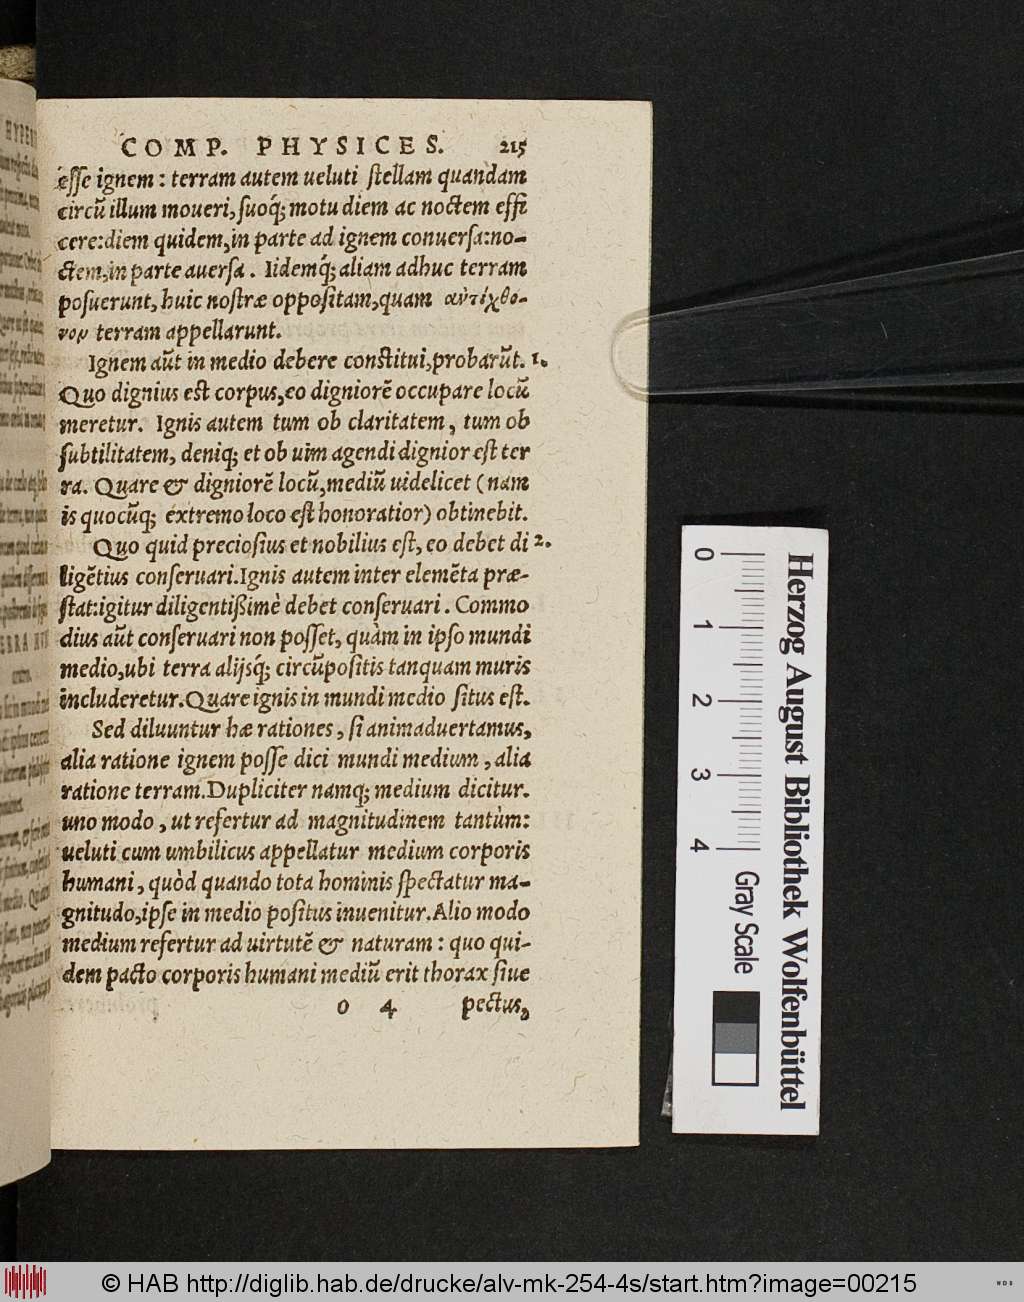 COMP. PHYSICES. 215
esse ignem: terram autem ueluti stellam quandam
circũ illum moueri, suoq́; motu diem ac noctem effi
cere: diem quidem, in parte ad ignem conuersa: no-
ctem, in parte auersa. Iidemq́; aliam adhuc terram
posuerunt, huic nostræ oppositam, quam αὐτίχθο-
νον terram appellarunt.
Ignem aũt in medio debere constitui, probarũt. 1.
Quo dignius est corpus, eo digniorẽ occupare locũ
meretur. Ignis autem tum ob claritatem, tum ob
subtilitatem, deniq; et ob uim agendi dignior est ter
ra. Quare & digniorẽ locũ, mediũ uidelicet (nam
is quocũq; extremo loco est honoratior) obtinebit.
Quo quid preciosius et nobilius est, eo debet di 2.
ligẽtius conseruari. Ignis autem inter elemẽta præ-
stat: igitur diligentißimè debet conseruari. Commo
dius aũt conseruari non posset, quàm in ipso mundi
medio, ubi terra alijsq́; circũpositis tanquam muris
includeretur. Quare ignis in mundi medio situs est.
Sed diluuntur hæ rationes, si animaduertamus,
alia ratione ignem posse dici mundi medium, alia
ratione terram. Dupliciter namq; medium dicitur.
uno modo, ut refertur ad magnitudinem tantùm:
ueluti cum umbilicus appellatur medium corporis
humani, quòd quando tota hominis spectatur ma-
gnitudo, ipse in medio positus inuenitur. Alio modo
medium refertur ad uirtutẽ & naturam: quo qui-
dem pacto corporis humani mediũ erit thorax siue
o 4 pectus,
Herzog August Bibliothek Wolfenbüttel
0 1 2 3 4 Gray Scale
© HAB http://diglib.hab.de/drucke/alv-mk-254-4s/start.htm?image=00215